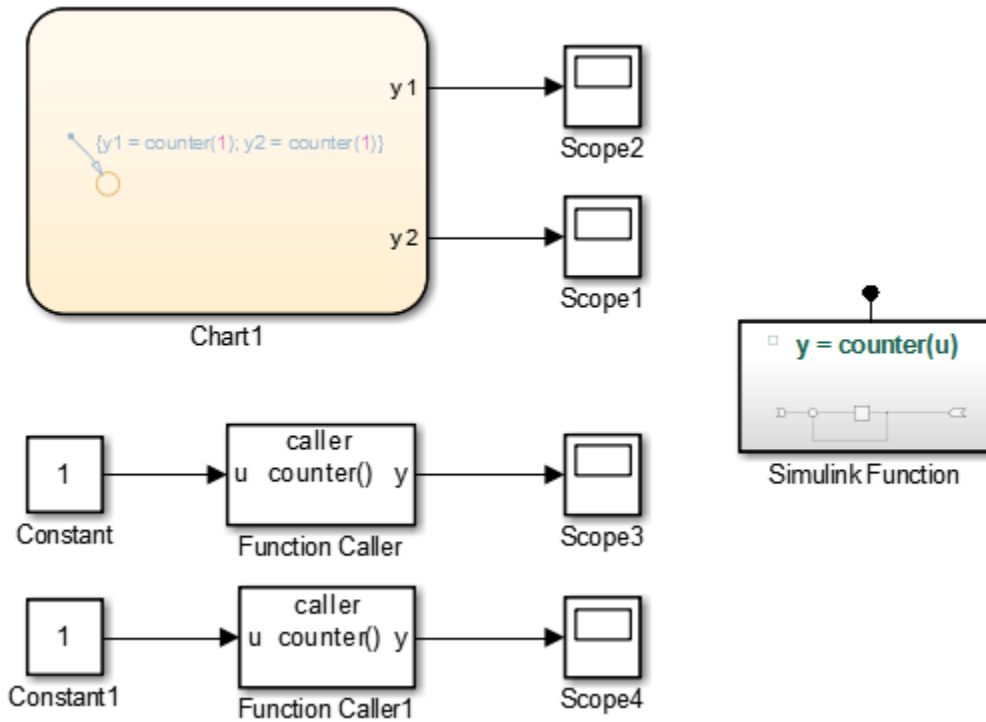 y1
{y1 = counter(1); y2 = counter(1)}
Scope2
y2
Scope1
Chart1
y = counter(u)
Simulink Function
1
Constant
caller
u counter() y
Function Caller
Scope3
1
Constant1
caller
u counter() y
Function Caller1
Scope4